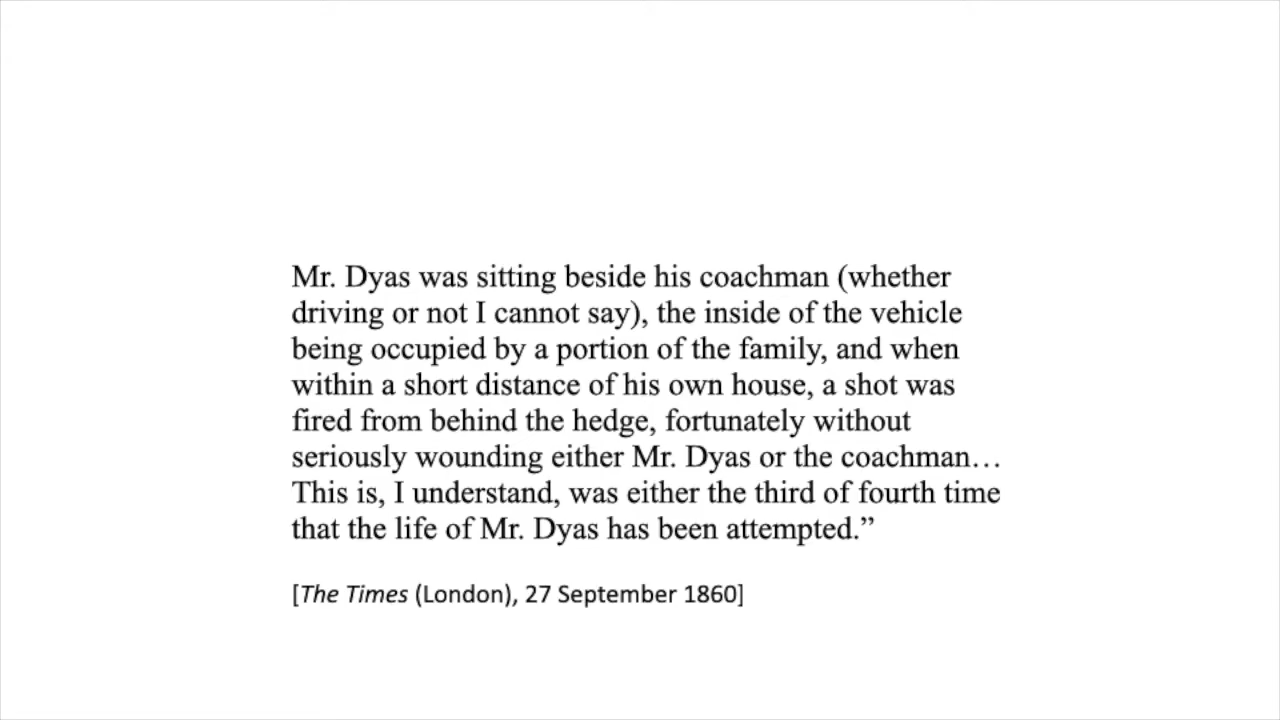 Mr. Dyas was sitting beside his coachman (whether
driving or not I cannot say), the inside of the vehicle
being occupied by a portion of the family, and when
within a short distance of his own house, a shot was
fired from behind the hedge, fortunately without
seriously wounding either Mr. Dyas or the coachman…
This is, I understand, was either the third of fourth time
that the life of Mr. Dyas has been attempted.”
[The Times (London), 27 September 1860]